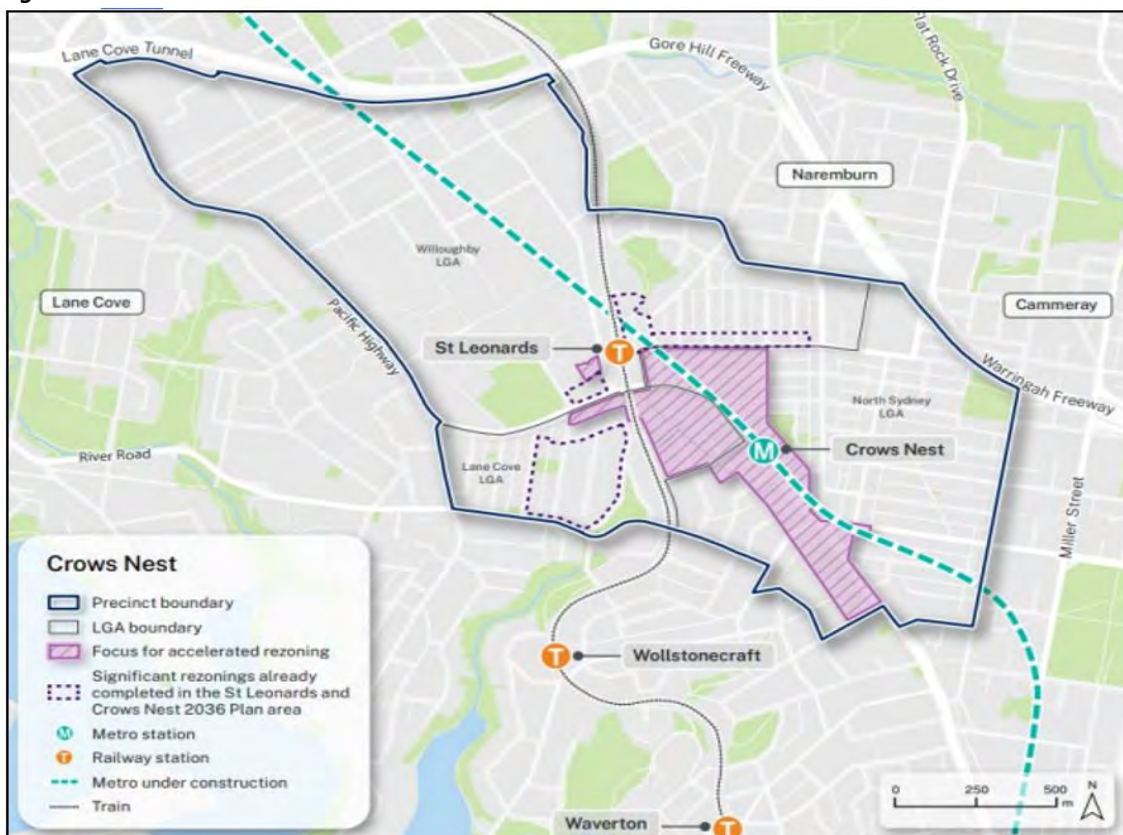 Lane Cove Tunnel
Gore Hill Freeway
Flat Rock Drive
Naremburn
Willoughby
LGA
Lane Cove
Pacific Highway
Cammeray
St Leonards
T
Warringah Freeway
North Sydney
LGA
M
Crows Nest
River Road
Lane Cove
LGA
Miller Street
Crows Nest
Precinct boundary
LGA boundary
Focus for accelerated rezoning
Significant rezonings already
completed in the St Leonards and
Crows Nest 2036 Plan area
M
Metro station
T
Railway station
Metro under construction
Train
T
Wollstonecraft
Waverton
T
0
250
500
m
N